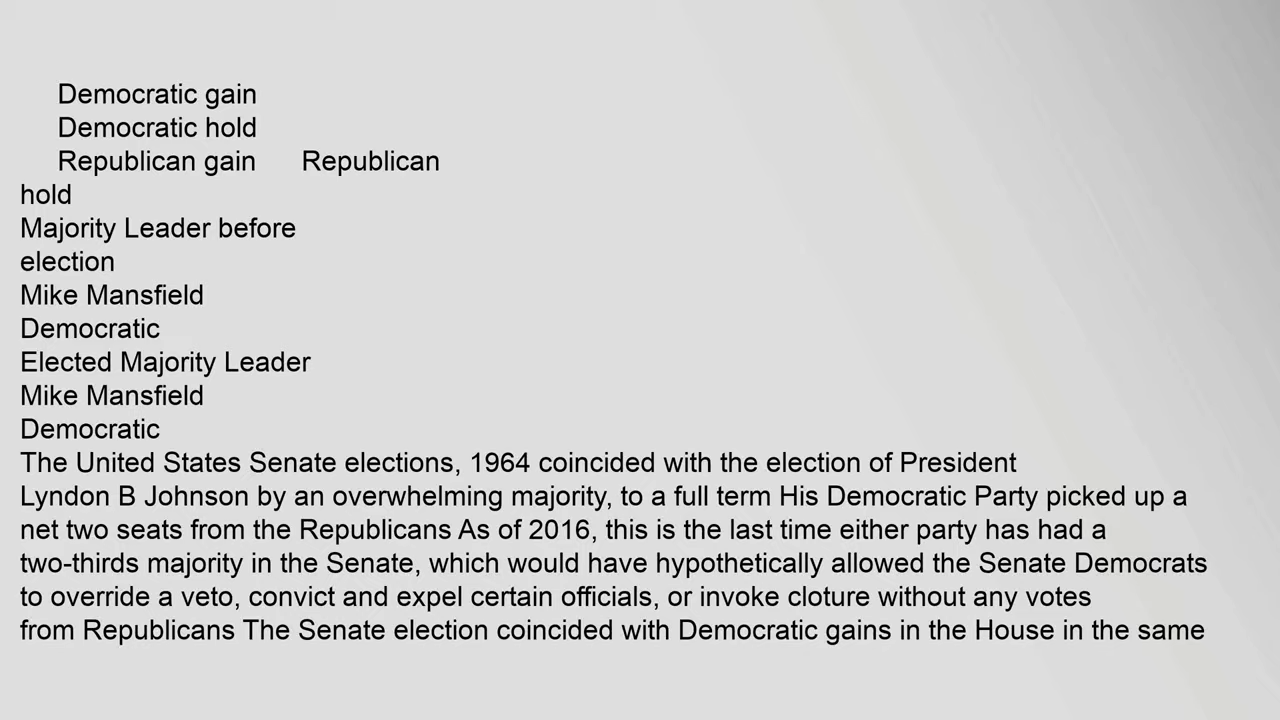 Democratic gain
Democratic hold
Republican gain Republican
hold
Majority Leader before
election
Mike Mansfield
Democratic
Elected Majority Leader
Mike Mansfield
Democratic
The United States Senate elections, 1964 coincided with the election of President
Lyndon B Johnson by an overwhelming majority, to a full term His Democratic Party picked up a
net two seats from the Republicans As of 2016, this is the last time either party has had a
two-thirds majority in the Senate, which would have hypothetically allowed the Senate Democrats
to override a veto, convict and expel certain officials, or invoke cloture without any votes
from Republicans The Senate election coincided with Democratic gains in the House in the same